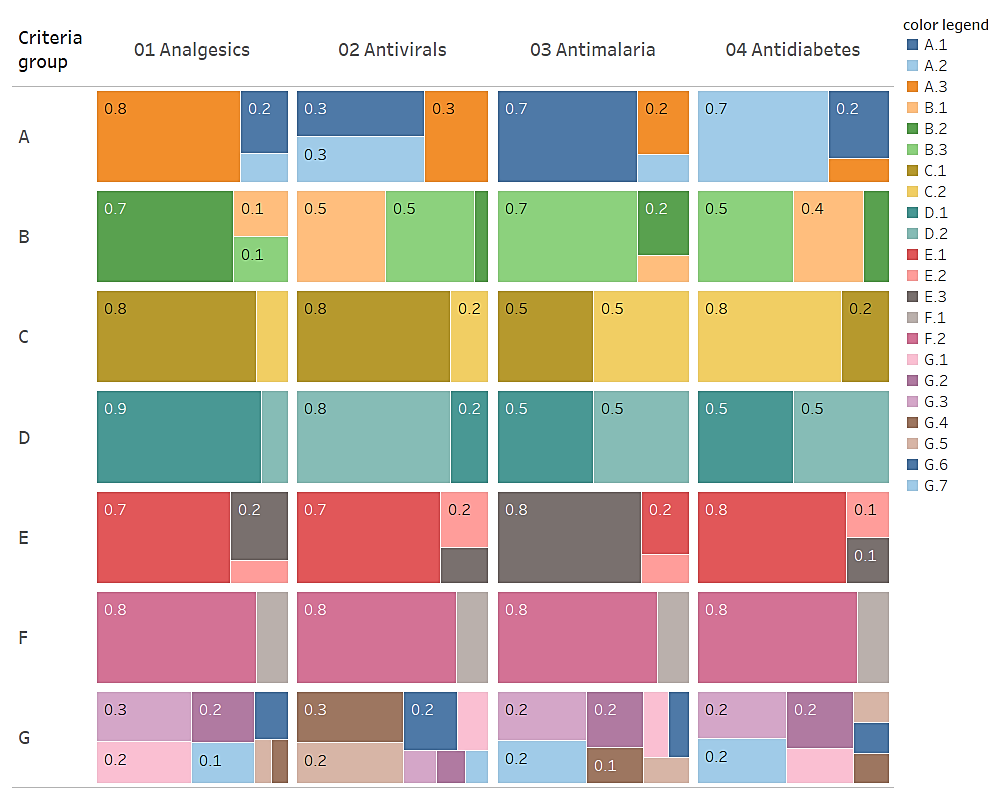 Criteria group
01 Analgesics
02 Antivirals
03 Antimalaria
04 Antidiabetes
color legend
A.1
A.2
A.3
B.1
B.2
B.3
C.1
C.2
D.1
D.2
E.1
E.2
E.3
F.1
F.2
G.1
G.2
G.3
G.4
G.5
G.6
G.7
A
0.8 0.2 0.3 0.3 0.7 0.2 0.7 0.2
0.3
B
0.7 0.1 0.5 0.5 0.7 0.2 0.5 0.4
0.1
C
0.8 0.8 0.2 0.5 0.5 0.8 0.2
D
0.9 0.8 0.2 0.5 0.5 0.5 0.5
E
0.7 0.2 0.7 0.2 0.8 0.2 0.8 0.1
0.1
F
0.8 0.8 0.8 0.8
G
0.3 0.2 0.3 0.2 0.2 0.2 0.2 0.2
0.2 0.1 0.2 0.2 0.1 0.2